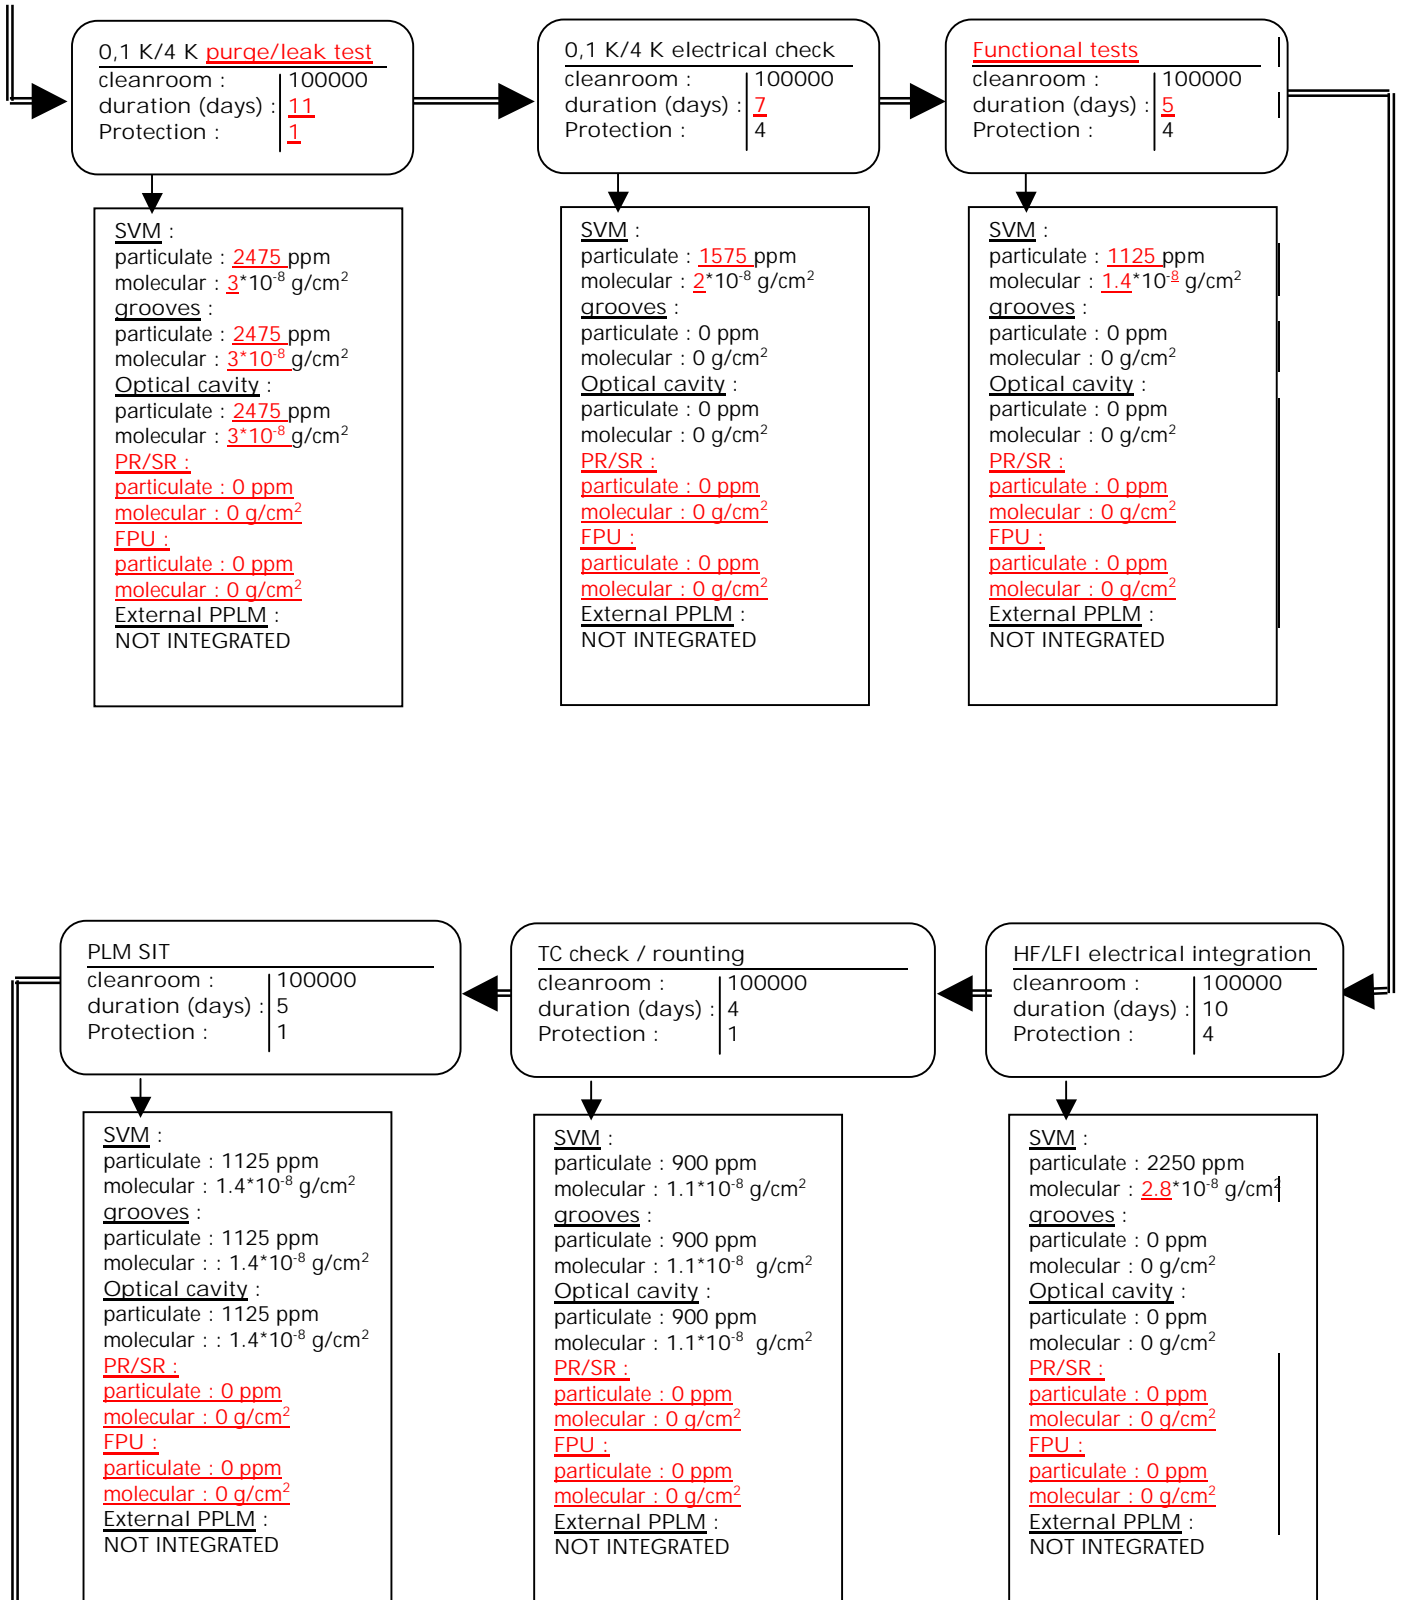 0,1 K/4 K purge/leak test
cleanroom : 100000
duration (days) : 11
Protection : 1
SVM :
particulate : 2475 ppm
molecular : 3*10-8 g/cm2
grooves :
particulate : 2475 ppm
molecular : 3*10-8 g/cm2
Optical cavity :
particulate : 2475 ppm
molecular : 3*10-8 g/cm2
PR/SR :
particulate : 0 ppm
molecular : 0 g/cm2
FPU :
particulate : 0 ppm
molecular : 0 g/cm2
External PPLM :
NOT INTEGRATED
0,1 K/4 K electrical check
cleanroom : 100000
duration (days) : 7
Protection : 4
SVM :
particulate : 1575 ppm
molecular : 2*10-8 g/cm2
grooves :
particulate : 0 ppm
molecular : 0 g/cm2
Optical cavity :
particulate : 0 ppm
molecular : 0 g/cm2
PR/SR :
particulate : 0 ppm
molecular : 0 g/cm2
FPU :
particulate : 0 ppm
molecular : 0 g/cm2
External PPLM :
NOT INTEGRATED
Functional tests
cleanroom : 100000
duration (days) : 5
Protection : 4
SVM :
particulate : 1125 ppm
molecular : 1.4*10-8 g/cm2
grooves :
particulate : 0 ppm
molecular : 0 g/cm2
Optical cavity :
particulate : 0 ppm
molecular : 0 g/cm2
PR/SR :
particulate : 0 ppm
molecular : 0 g/cm2
FPU :
particulate : 0 ppm
molecular : 0 g/cm2
External PPLM :
NOT INTEGRATED
PLM SIT
cleanroom : 100000
duration (days) : 5
Protection : 1
SVM :
particulate : 1125 ppm
molecular : 1.4*10-8 g/cm2
grooves :
particulate : 1125 ppm
molecular : : 1.4*10-8 g/cm2
Optical cavity :
particulate : 1125 ppm
molecular : : 1.4*10-8 g/cm2
PR/SR :
particulate : 0 ppm
molecular : 0 g/cm2
FPU :
particulate : 0 ppm
molecular : 0 g/cm2
External PPLM :
NOT INTEGRATED
TC check / rounting
cleanroom : 100000
duration (days) : 4
Protection : 1
SVM :
particulate : 900 ppm
molecular : 1.1*10-8 g/cm2
grooves :
particulate : 900 ppm
molecular : 1.1*10-8 g/cm2
Optical cavity :
particulate : 900 ppm
molecular : 1.1*10-8 g/cm2
PR/SR :
particulate : 0 ppm
molecular : 0 g/cm2
FPU :
particulate : 0 ppm
molecular : 0 g/cm2
External PPLM :
NOT INTEGRATED
HF/LFI electrical integration
cleanroom : 100000
duration (days) : 10
Protection : 4
SVM :
particulate : 2250 ppm
molecular : 2.8*10-8 g/cm2
grooves :
particulate : 0 ppm
molecular : 0 g/cm2
Optical cavity :
particulate : 0 ppm
molecular : 0 g/cm2
PR/SR :
particulate : 0 ppm
molecular : 0 g/cm2
FPU :
particulate : 0 ppm
molecular : 0 g/cm2
External PPLM :
NOT INTEGRATED